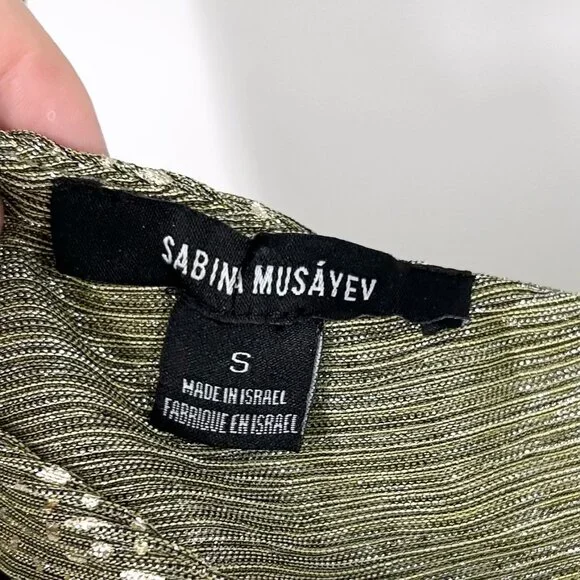 SABINA MUSÁYEV
S
MADE IN ISRAEL
FABRIQUE EN ISRAEL